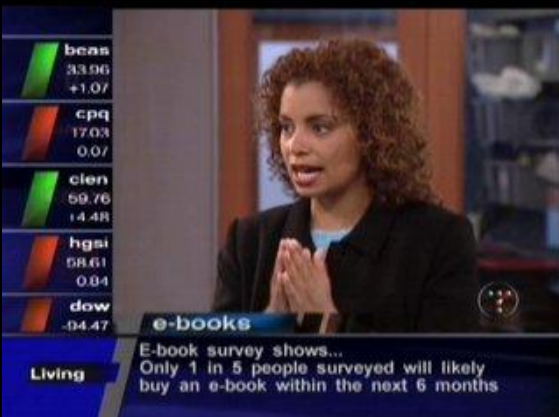 beas
33.96
+1.07
cpq
17.03
0.07
cien
59.76
+4.48
hgsi
58.61
0.84
dow
-94.47
e-books
E-book survey shows...
Only 1 in 5 people surveyed will likely
Living
buy an e-book within the next 6 months